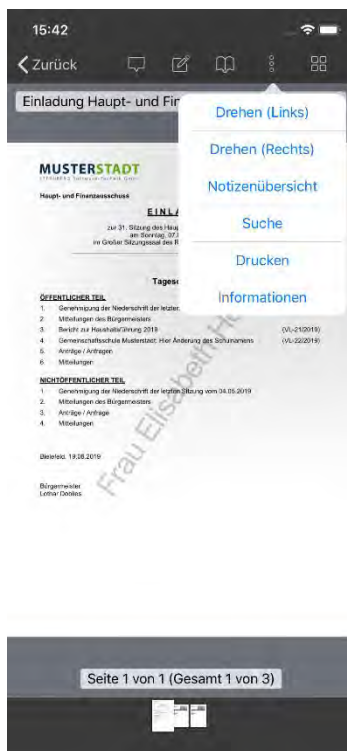 15:42
Zurück
Einladung Haupt- und Fin
Drehen (Links)
Drehen (Rechts)
Notizenübersicht
Suche
Drucken
Informationen
MUSTERSTADT
Haupt- und Finanzausschuss
EINLA
zur 31. Sitzung des Haup
am Sonntag, 07.
im Großer Sitzungssaal des R
Tageso
ÖFFENTLICHER TEIL
1. Genehmigung der Niederschrift der letzten
2. Mitteilungen des Bürgermeisters
3. Bericht zur Haushaltsführung 2019 (VL-21/2019)
4. Gemeinschaftsschule Musterstadt: Hier Änderung des Schulnamens (VL-22/2019)
5. Anträge / Anfragen
6. Mitteilungen
NICHTÖFFENTLICHER TEIL
1. Genehmigung der Niederschrift der letzten Sitzung vom 04.05.2019
2. Mitteilungen des Bürgermeisters
3. Anträge / Anfrage
4. Mitteilungen
Bielefeld, 19.08.2019
Bürgermeister
Lothar
Frau Elisabeth
Seite 1 von 1 (Gesamt 1 von 3)